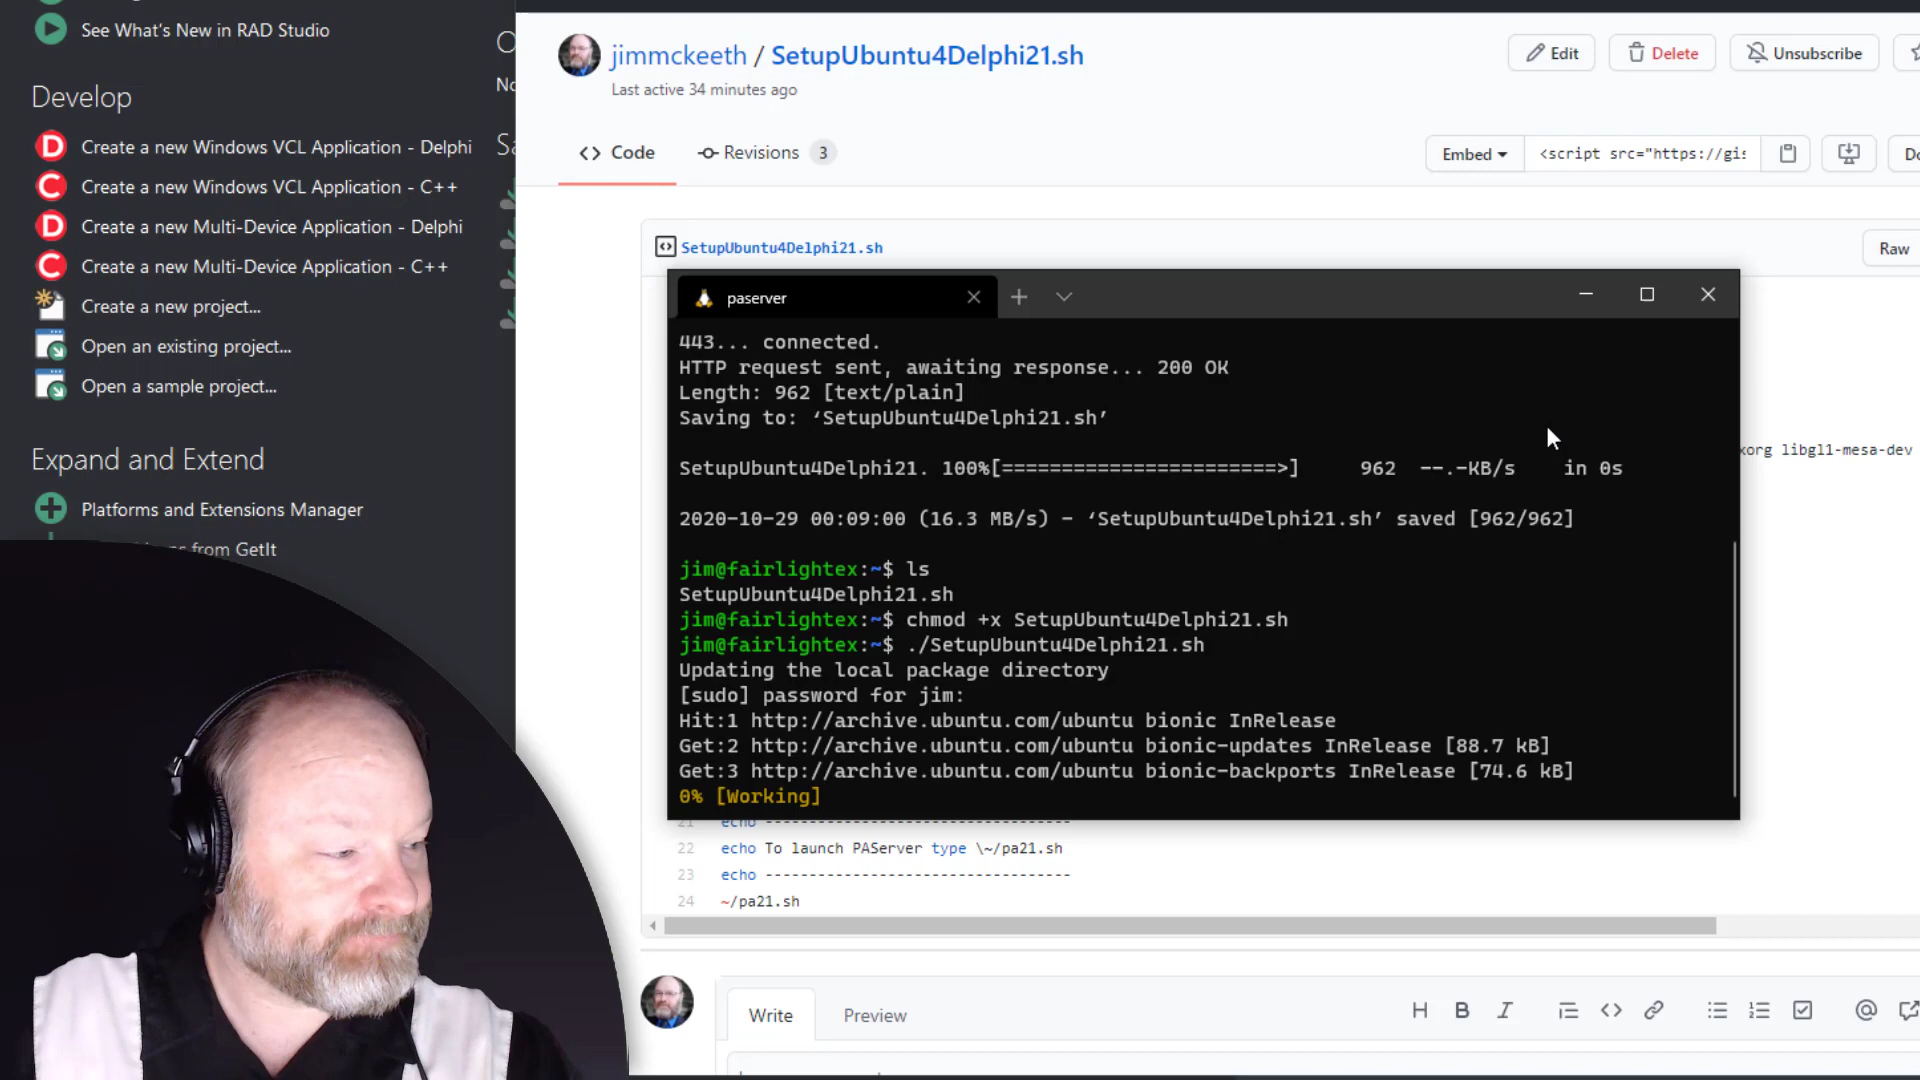 See What's New in RAD Studio
Develop
Create a new Windows VCL Application - Delphi
Create a new Windows VCL Application - C++
Create a new Multi-Device Application - Delphi
Create a new Multi-Device Application - C++
Create a new project...
Open an existing project...
Open a sample project...
Expand and Extend
Platforms and Extensions Manager
from GetIt
jimmckeeth / SetupUbuntu4Delphi21.sh
Last active 34 minutes ago
Edit
Delete
Unsubscribe
Code
Revisions 3
Embed
<script src="https://gis
SetupUbuntu4Delphi21.sh
Raw
paserver
443... connected.
HTTP request sent, awaiting response... 200 OK
Length: 962 [text/plain]
Saving to: ‘SetupUbuntu4Delphi21.sh’
SetupUbuntu4Delphi21. 100%[=======================>] 962 --.-KB/s in 0s
2020-10-29 00:09:00 (16.3 MB/s) - ‘SetupUbuntu4Delphi21.sh’ saved [962/962]
jim@fairlightex:~$ ls
SetupUbuntu4Delphi21.sh
jim@fairlightex:~$ chmod +x SetupUbuntu4Delphi21.sh
jim@fairlightex:~$ ./SetupUbuntu4Delphi21.sh
Updating the local package directory
[sudo] password for jim:
Hit:1 http://archive.ubuntu.com/ubuntu bionic InRelease
Get:2 http://archive.ubuntu.com/ubuntu bionic-updates InRelease [88.7 kB]
Get:3 http://archive.ubuntu.com/ubuntu bionic-backports InRelease [74.6 kB]
0% [Working]
xorg libgl1-mesa-dev
21 echo ----------------------------------
22 echo To launch PAServer type \~/pa21.sh
23 echo ----------------------------------
24 ~/pa21.sh
Write
Preview